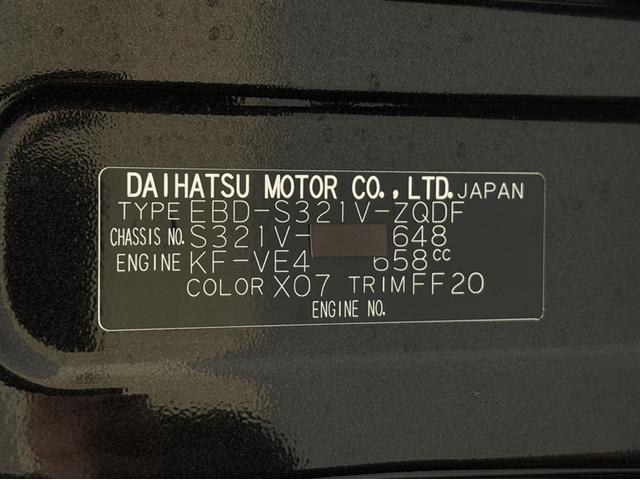 DAIHATSU MOTOR CO.,LTD. JAPAN
TYPE EBD-S321V-ZQDF
CHASSIS NO. S321V- 648
ENGINE KF-VE4 658cc
COLOR X07 TRIM FF20
ENGINE NO.